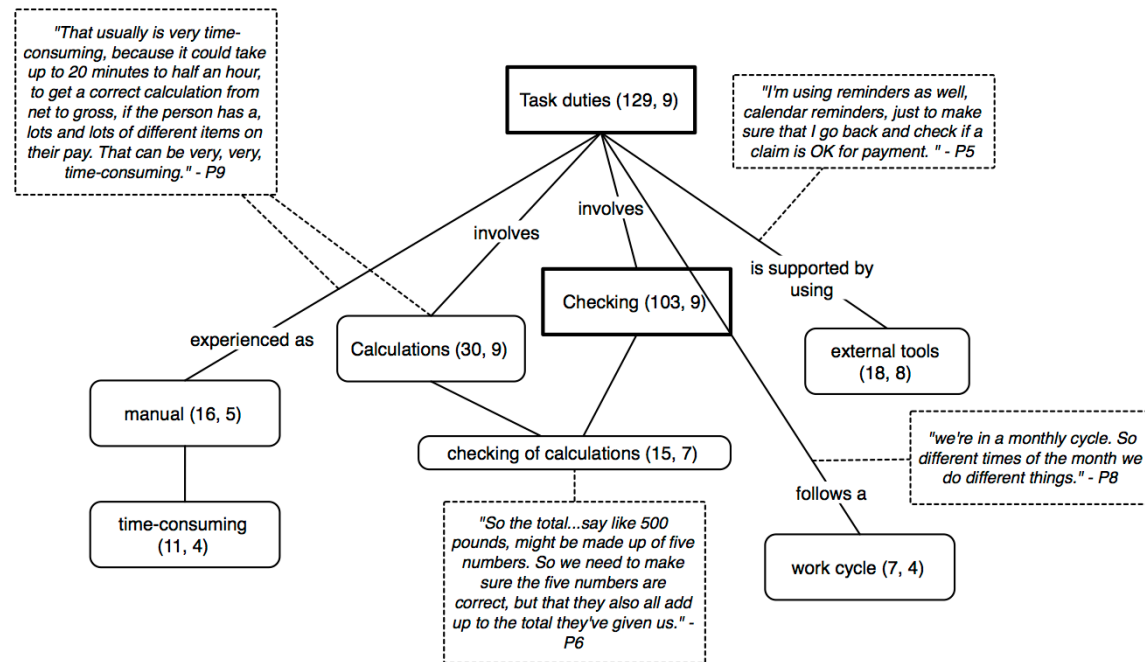 "That usually is very time-
consuming, because it could take
up to 20 minutes to half an hour,
to get a correct calculation from
net to gross, if the person has a,
lots and lots of different items on
their pay. That can be very, very,
time-consuming." - P9
Task duties (129, 9)
"I'm using reminders as well,
calendar reminders, just to make
sure that I go back and check if a
claim is OK for payment. " - P5
involves
involves
is supported by
using
experienced as
Calculations (30, 9)
Checking (103, 9)
external tools
(18, 8)
manual (16, 5)
checking of calculations (15, 7)
"we're in a monthly cycle. So
different times of the month we
do different things." - P8
follows a
time-consuming
(11, 4)
"So the total...say like 500
pounds, might be made up of five
numbers. So we need to make
sure the five numbers are
correct, but that they also all add
up to the total they've given us." -
P6
work cycle (7, 4)